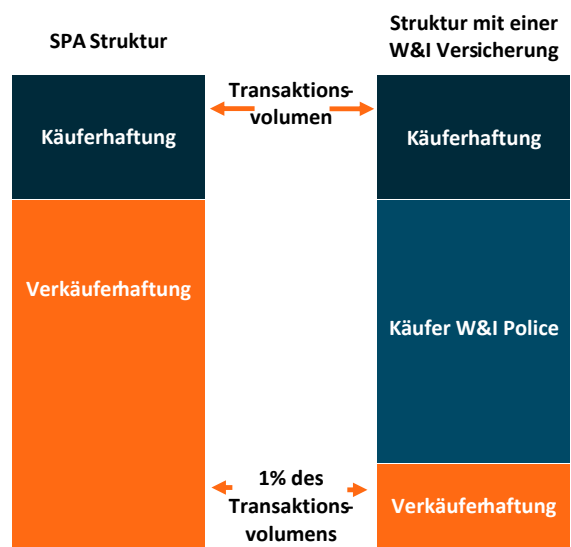 SPA Struktur
Struktur mit einer
W&I Versicherung
Transaktions-
volumen
Käuferhaftung
Käuferhaftung
Verkäuferhaftung
Käufer W&I Police
1% des
Transaktions-
volumens
Verkäuferhaftung